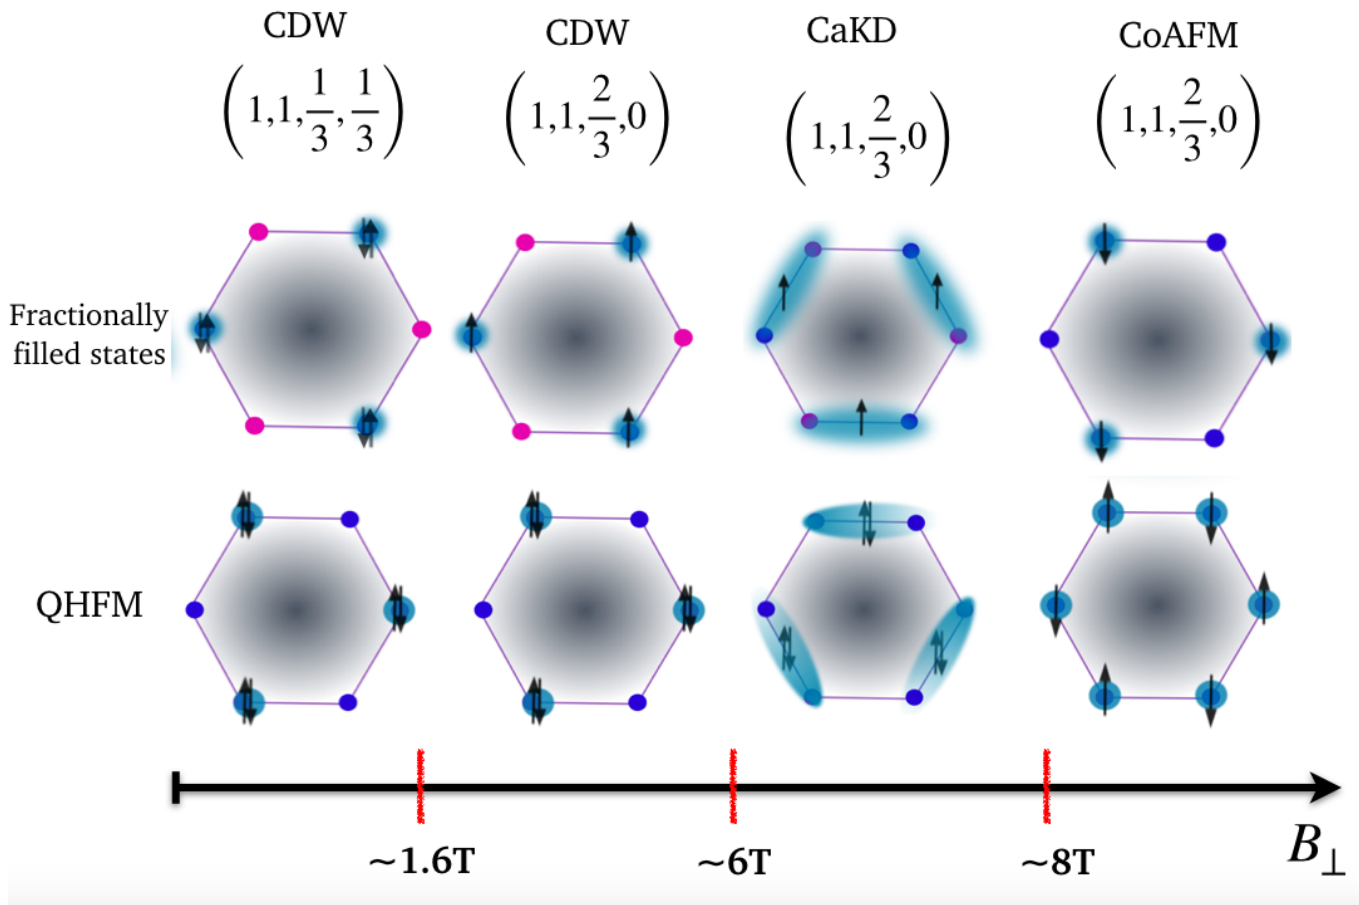 CDW CDW CaKD CoAFM
(1,1,1/3,1/3) (1,1,2/3,0) (1,1,2/3,0) (1,1,2/3,0)
Fractionally
filled states
QHFM
~1.6T ~6T ~8T B⊥